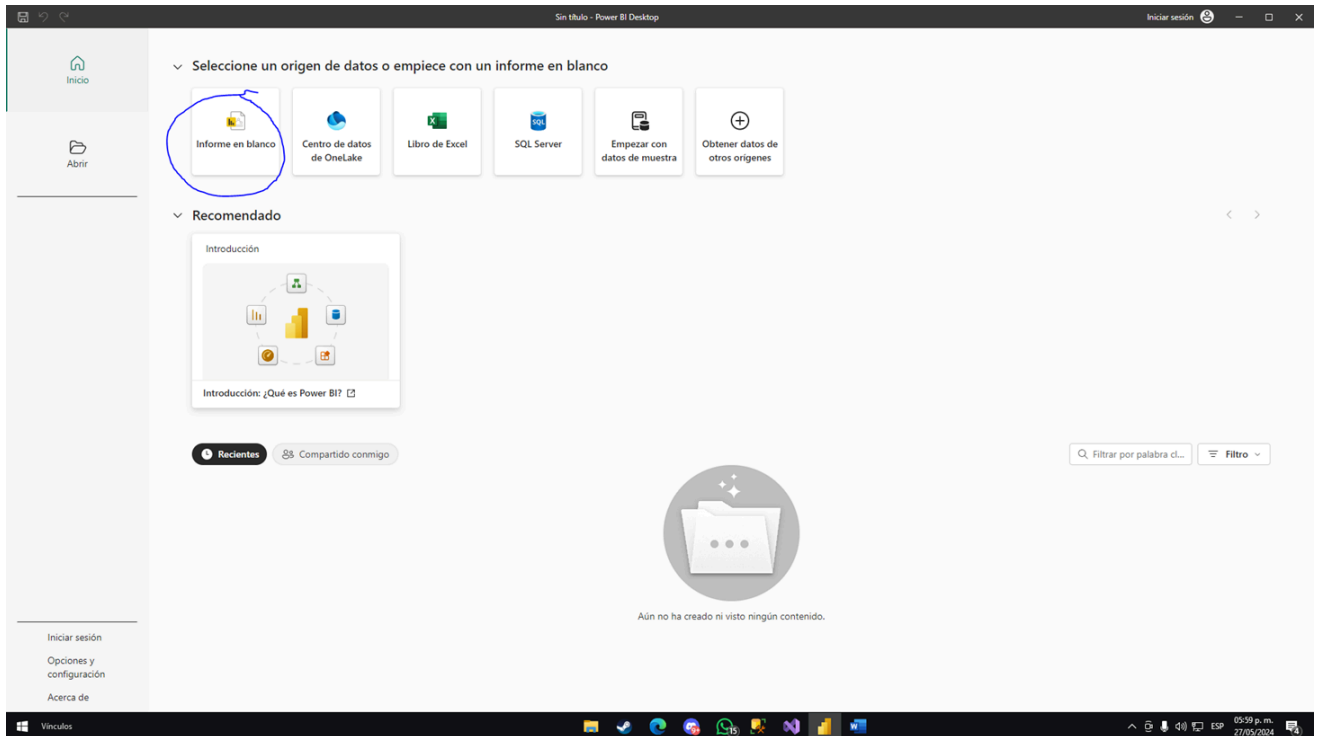 Sin título - Power BI Desktop
Iniciar sesión
Inicio
Abrir
Seleccione un origen de datos o empiece con un informe en blanco
Informe en blanco
Centro de datos
de OneLake
Libro de Excel
SQL
SQL Server
Empezar con
datos de muestra
Obtener datos de
otros orígenes
Recomendado
Introducción
Introducción: ¿Qué es Power BI?
Recientes
Compartido conmigo
Filtrar por palabra cl...
Filtro
Aún no ha creado ni visto ningún contenido.
Iniciar sesión
Opciones y
configuración
Acerca de
Vínculos
15
ESP
05:59 p. m.
27/05/2024
4